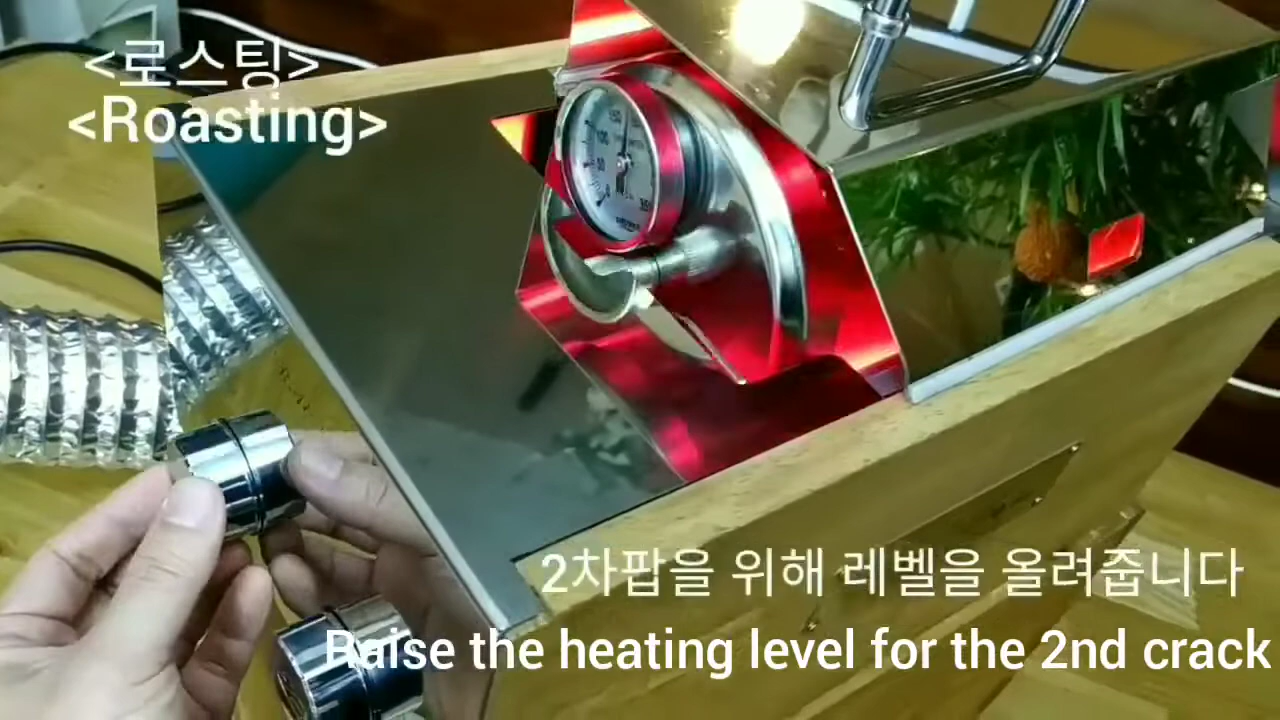 <로스팅>
<Roasting>
2차팝을 위해 레벨을 올려줍니다
Raise the heating level for the 2nd crack